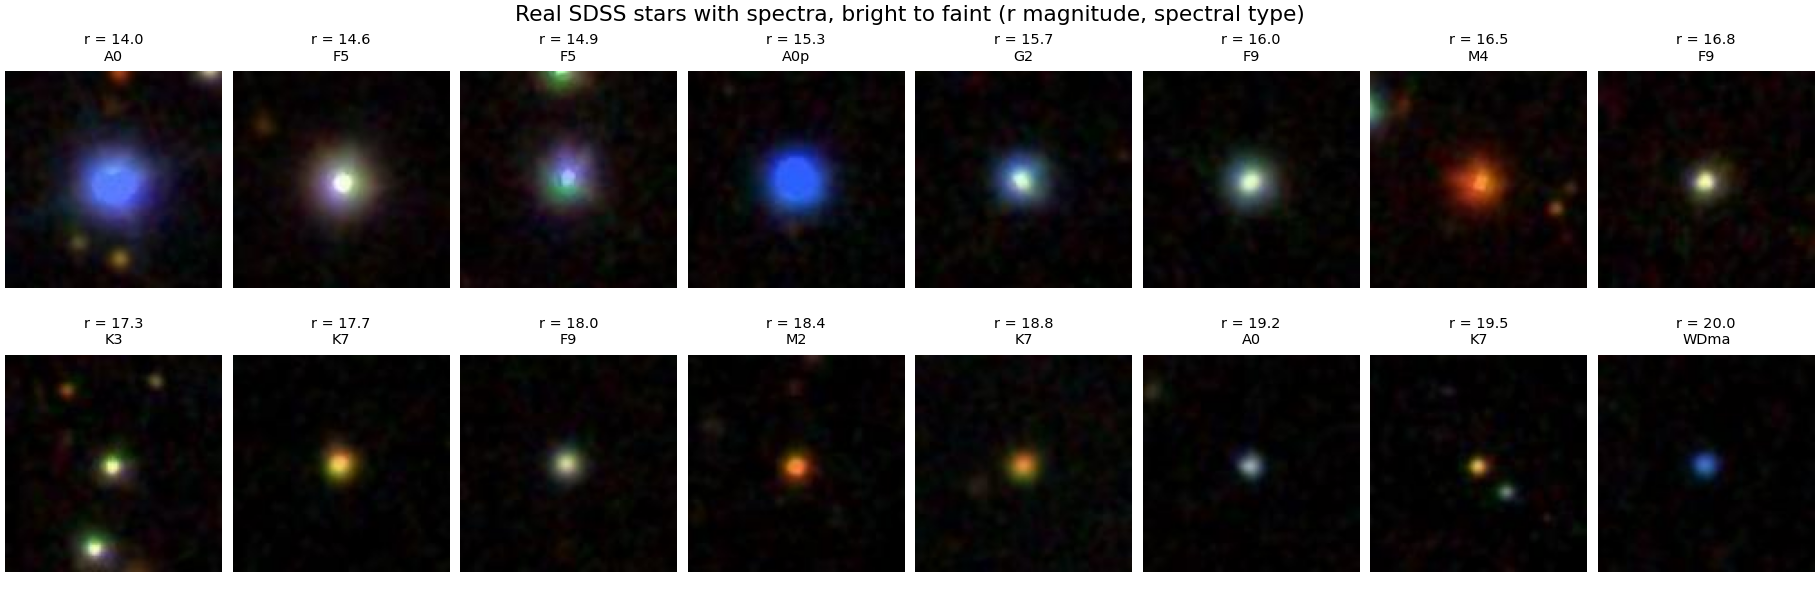 Real SDSS stars with spectra, bright to faint (r magnitude, spectral type)
r = 14.0
A0
r = 14.6
F5
r = 14.9
F5
r = 15.3
A0p
r = 15.7
G2
r = 16.0
F9
r = 16.5
M4
r = 16.8
F9
r = 17.3
K3
r = 17.7
K7
r = 18.0
F9
r = 18.4
M2
r = 18.8
K7
r = 19.2
A0
r = 19.5
K7
r = 20.0
WDma